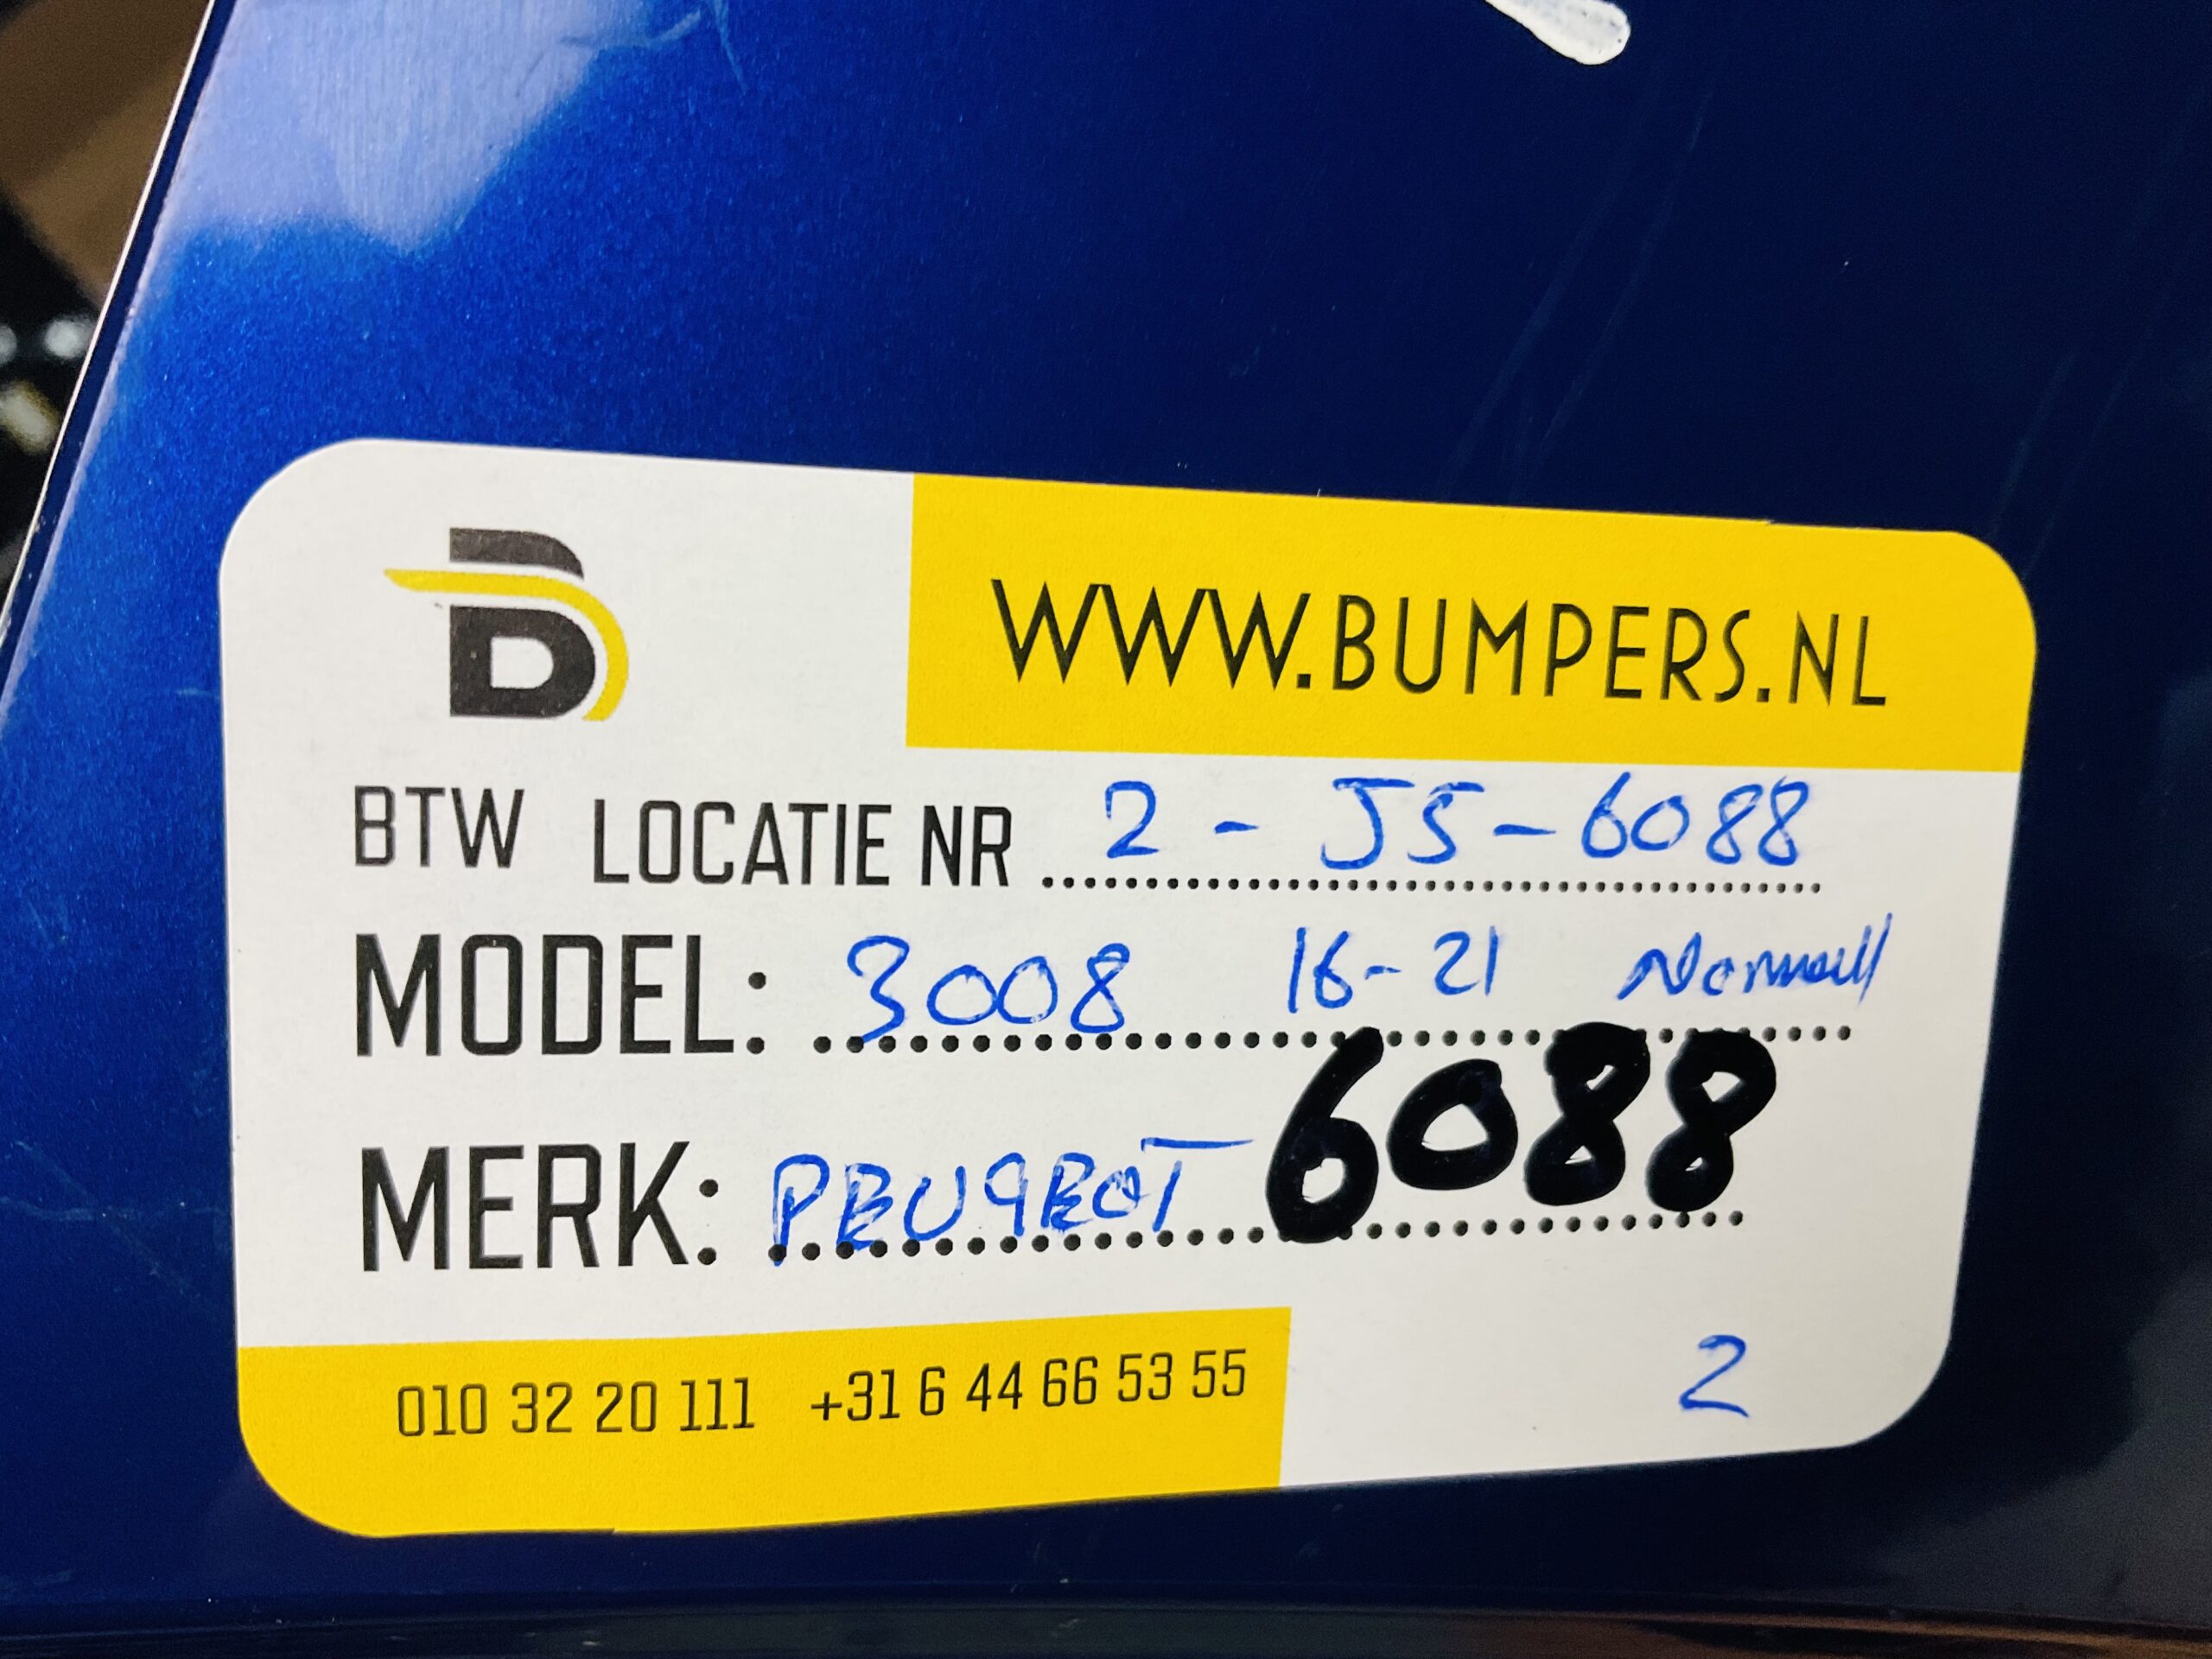 WWW.BUMPERS.NL
BTW LOCATIE NR 2 - J5 - 6088
MODEL: 3008 16-21 Normaal
MERK: PEUGEOT 6088
010 32 20 111 +31 6 44 66 53 55
2